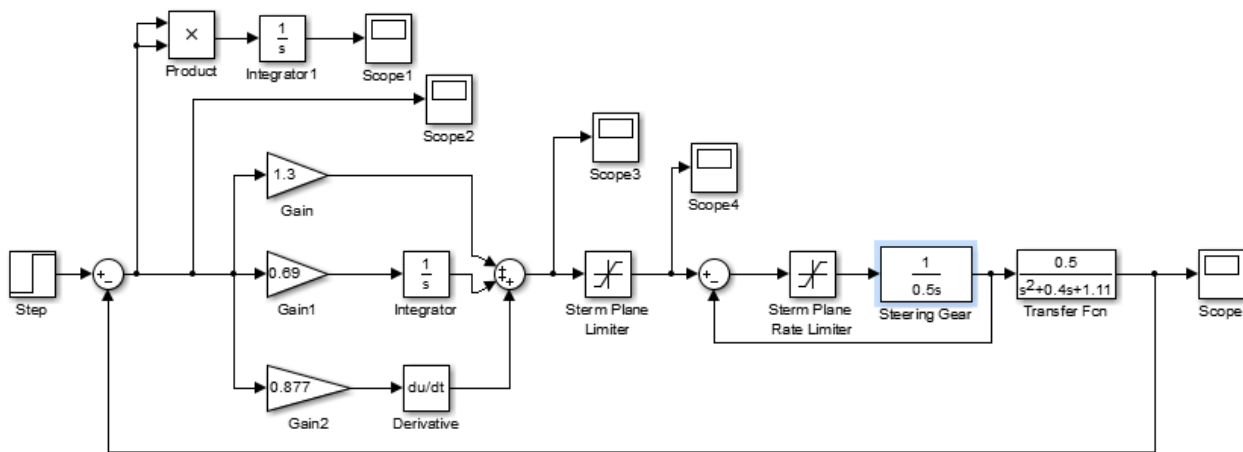 ×
Product
1
s
Integrator1
Scope1
Scope2
1.3
Gain
Scope3
Scope4
Step
+
−
0.69
Gain1
1
s
Integrator
+
+
+
Sterm Plane
Limiter
+
−
Sterm Plane
Rate Limiter
1
0.5s
Steering Gear
0.5
s²+0.4s+1.11
Transfer Fcn
Scope
0.877
Gain2
du/dt
Derivative